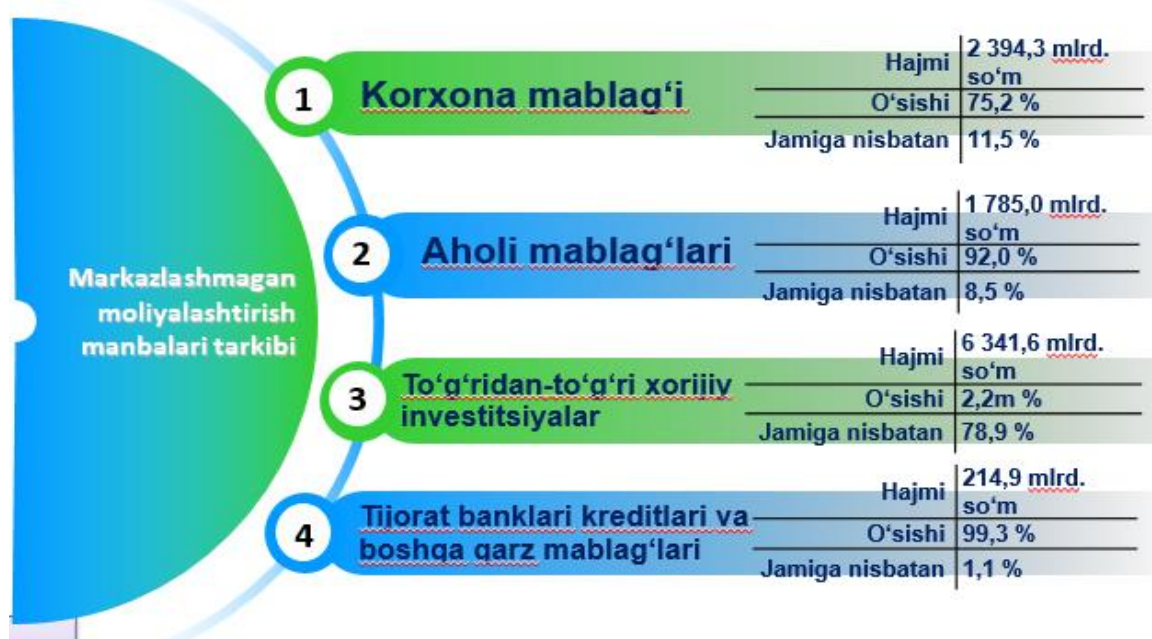 Markazlashmagan
moliyalashtirish
manbalari tarkibi
1
Korxona mablag‘i
Hajmi
2 394,3 mlrd.
so‘m
O‘sishi
75,2 %
Jamiga nisbatan
11,5 %
2
Aholi mablag‘lari
Hajmi
1 785,0 mlrd.
so‘m
O‘sishi
92,0 %
Jamiga nisbatan
8,5 %
3
To‘g‘ridan-to‘g‘ri xorijiy
investitsiyalar
Hajmi
6 341,6 mlrd.
so‘m
O‘sishi
2,2m %
Jamiga nisbatan
78,9 %
4
Tijorat banklari kreditlari va
boshqa qarz mablag‘lari
Hajmi
214,9 mlrd.
so‘m
O‘sishi
99,3 %
Jamiga nisbatan
1,1 %